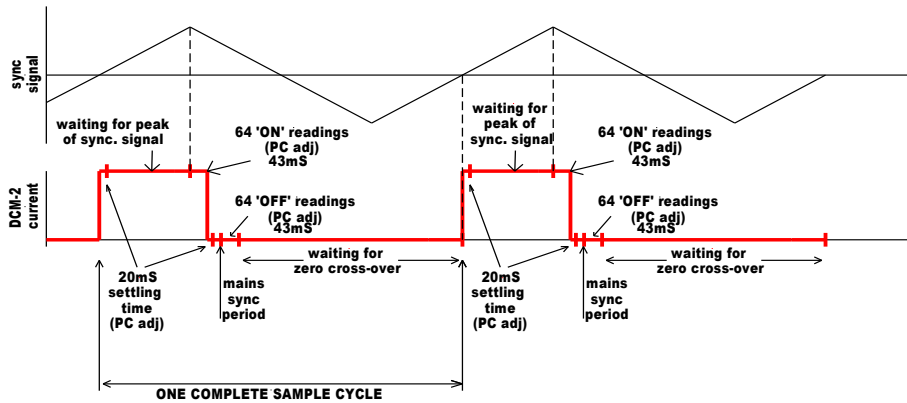 sync
signal
waiting for peak
of sync. signal
64 'ON' readings
(PC adj)
43mS
waiting for
peak of
sync. signal
64 'ON' readings
(PC adj)
43mS
DCM-2
current
64 'OFF' readings
(PC adj)
43mS
64 'OFF' readings
(PC adj)
43mS
20mS
settling
time
(PC adj)
mains
sync
period
waiting for
zero cross-over
20mS
settling
time
(PC adj)
mains
sync
period
waiting for
zero cross-over
ONE COMPLETE SAMPLE CYCLE